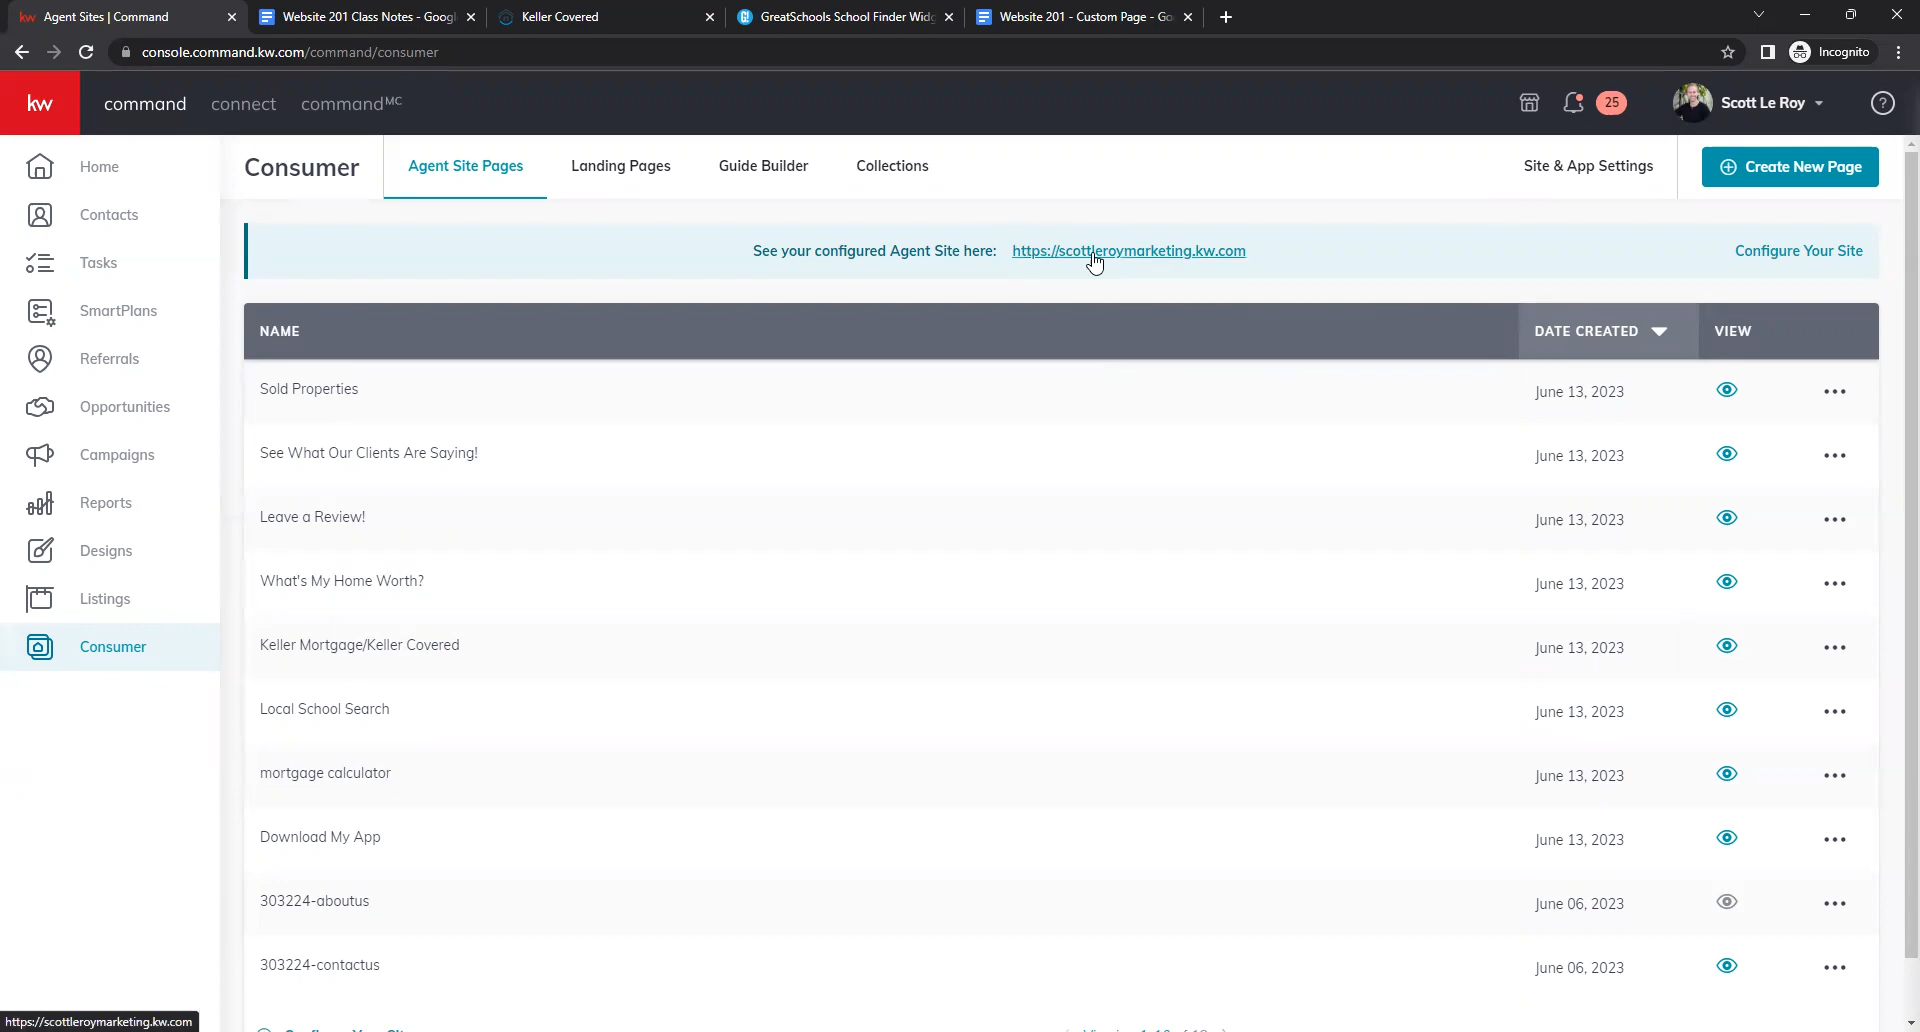 Agent Sites | Command
Website 201 Class Notes - Googl
Keller Covered
GreatSchools School Finder Widg
Website 201 - Custom Page - Go
console.command.kw.com/command/consumer
Incognito
kw
command
connect
commandMC
25
Scott Le Roy
?
Home
Contacts
Tasks
SmartPlans
Referrals
Opportunities
Campaigns
Reports
Designs
Listings
Consumer
Consumer
Agent Site Pages
Landing Pages
Guide Builder
Collections
Site & App Settings
Create New Page
See your configured Agent Site here: https://scottleroymarketing.kw.com
Configure Your Site
NAME
DATE CREATED
VIEW
Sold Properties
June 13, 2023
See What Our Clients Are Saying!
June 13, 2023
Leave a Review!
June 13, 2023
What's My Home Worth?
June 13, 2023
Keller Mortgage/Keller Covered
June 13, 2023
Local School Search
June 13, 2023
mortgage calculator
June 13, 2023
Download My App
June 13, 2023
303224-aboutus
June 06, 2023
303224-contactus
June 06, 2023
https://scottleroymarketing.kw.com